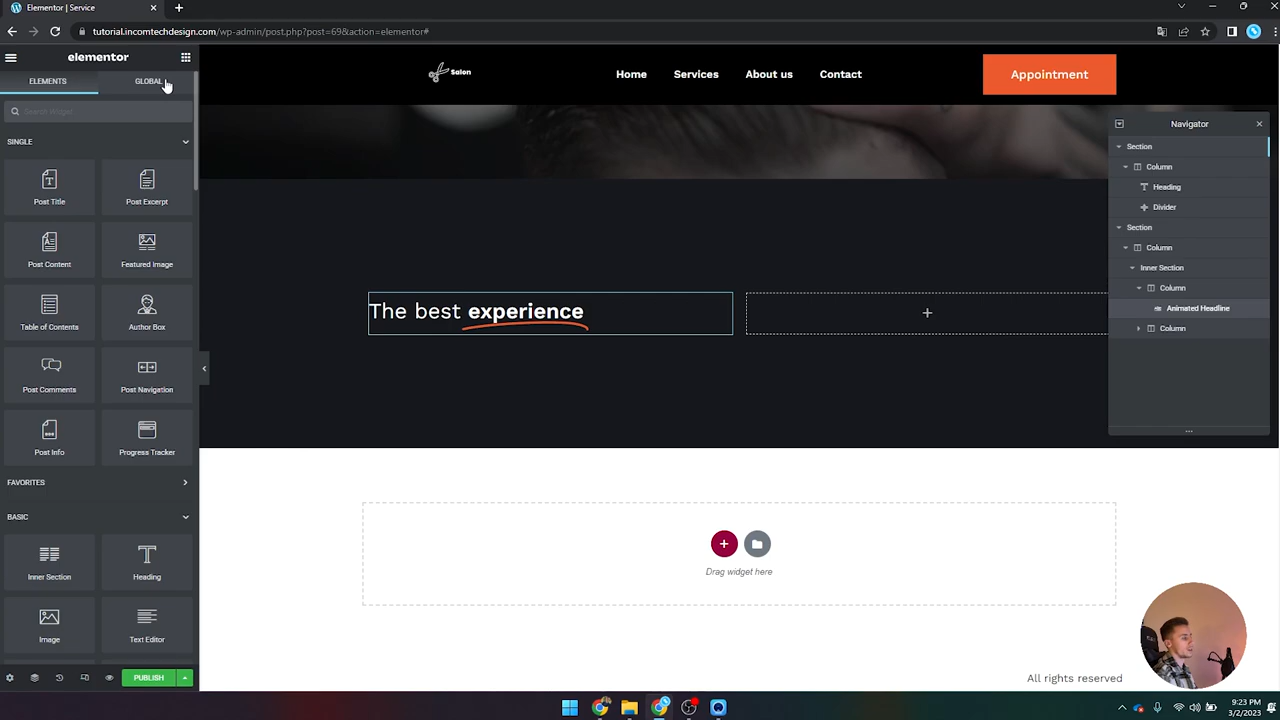 Elementor | Service
tutorial.incomtechdesign.com/wp-admin/post.php?post=69&action=elementor#
elementor
ELEMENTS
GLOBAL
Search Widget
SINGLE
Post Title
Post Excerpt
Post Content
Featured Image
Table of Contents
Author Box
Post Comments
Post Navigation
Post Info
Progress Tracker
FAVORITES
BASIC
Inner Section
Heading
Image
Text Editor
PUBLISH
Salon
Home
Services
About us
Contact
Appointment
The best experience
Drag widget here
All rights reserved
Navigator
Section
Column
Heading
Divider
Section
Column
Inner Section
Column
Animated Headline
Column
9:23 PM
3/2/2023